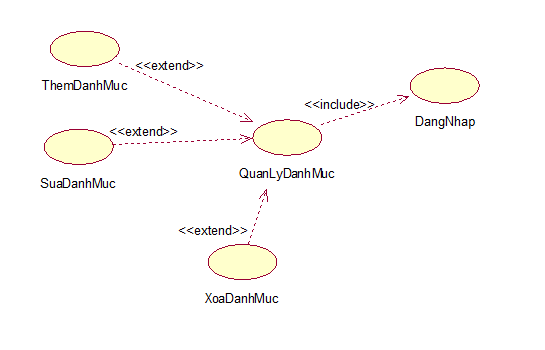 <<extend>>
ThemDanhMuc
<<include>>
DangNhap
<<extend>>
SuaDanhMuc
QuanLyDanhMuc
<<extend>>
XoaDanhMuc